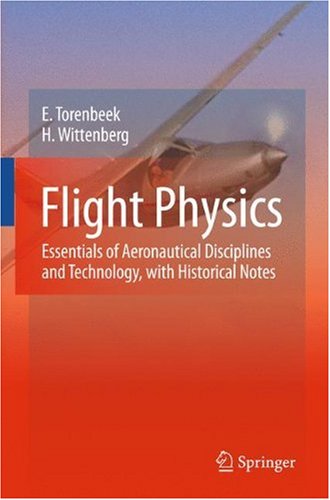 E. Torenbeek
H. Wittenberg
Flight Physics
Essentials of Aeronautical Disciplines
and Technology, with Historical Notes
Springer